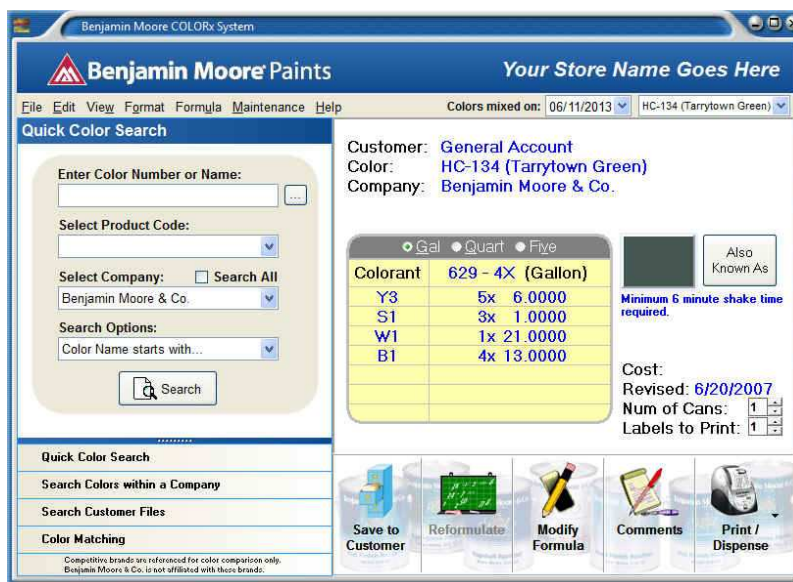 Benjamin Moore COLORx System
Benjamin Moore Paints
Your Store Name Goes Here
File Edit View Format Formula Maintenance Help
Colors mixed on: 06/11/2013 HC-134 (Tarrytown Green)
Quick Color Search
Enter Color Number or Name:
...
Select Product Code:
Select Company: Search All
Benjamin Moore & Co.
Search Options:
Color Name starts with...
Search
Quick Color Search
Search Colors within a Company
Search Customer Files
Color Matching
Competitive brands are referenced for color comparison only.
Benjamin Moore & Co. is not affiliated with these brands.
Customer: General Account
Color: HC-134 (Tarrytown Green)
Company: Benjamin Moore & Co.
Gal Quart Five
Colorant 629 - 4X (Gallon)
Y3 5x 6.0000
S1 3x 1.0000
W1 1x 21.0000
B1 4x 13.0000
Also
Known As
Minimum 6 minute shake time
required.
Cost:
Revised: 6/20/2007
Num of Cans: 1
Labels to Print: 1
Save to
Customer
Reformulate
Modify
Formula
Comments
Print /
Dispense